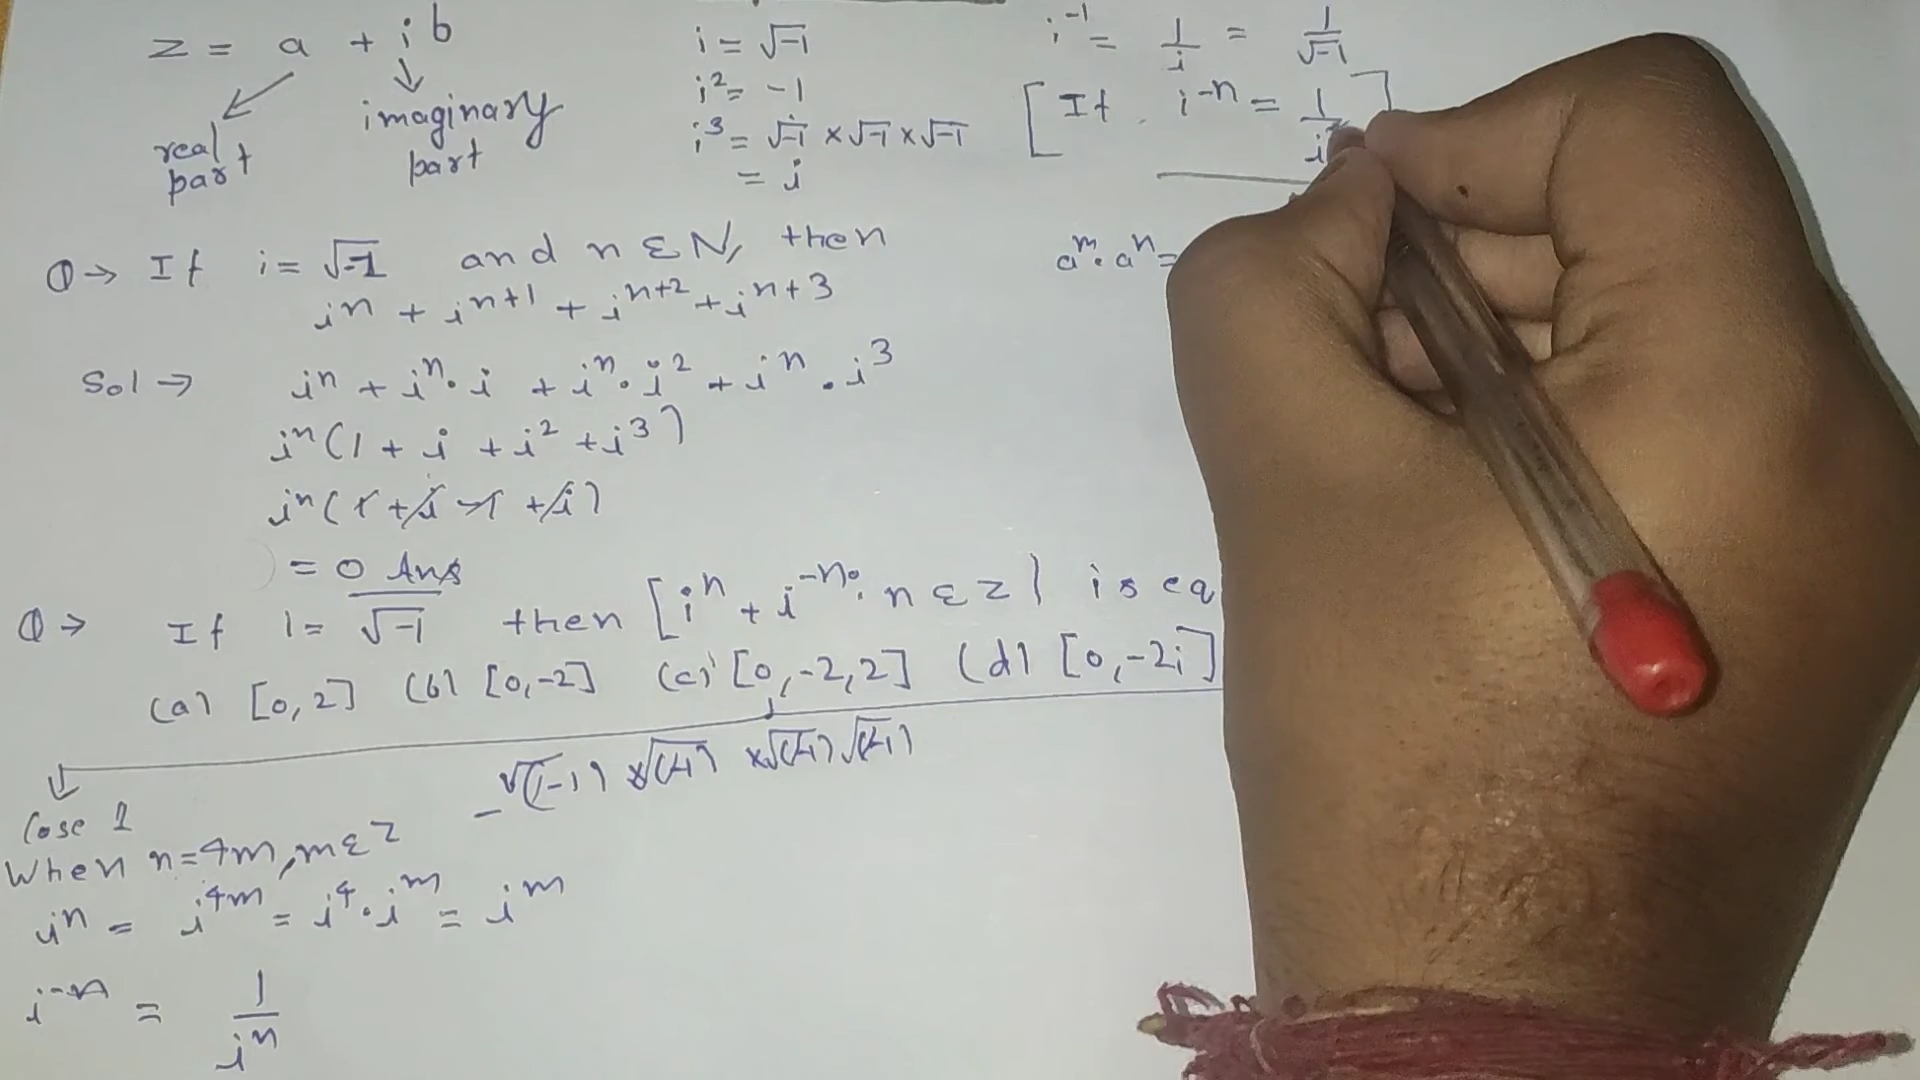 z = a + ib
real part
imaginary part
i = √-1
i² = -1
i³ = √-1 × √-1 × √-1
= i
i⁻¹ = 1/i = 1/√-1
[If i⁻ⁿ = 1/i
aᵐ·aⁿ=
Q→ If i = √-1 and n ∈ N, then
iⁿ + iⁿ⁺¹ + iⁿ⁺² + iⁿ⁺³
Sol→ iⁿ + iⁿ·i + iⁿ·i² + iⁿ·i³
iⁿ(1 + i + i² + i³)
iⁿ(1 + i -1 + i)
= 0 Ans
Q→ If i = √-1 then [iⁿ + i⁻ⁿ: n ∈ z} is eq
(a) [0, 2] (b) [0,-2] (c) [0,-2,2] (d) [0,-2i]
-√(-1) × √(-1) × √(-1) √(-1)
Case 1
When n=4m, m ∈ Z
iⁿ = i⁴ᵐ = i⁴·iᵐ = iᵐ
i⁻ⁿ = 1/iⁿ